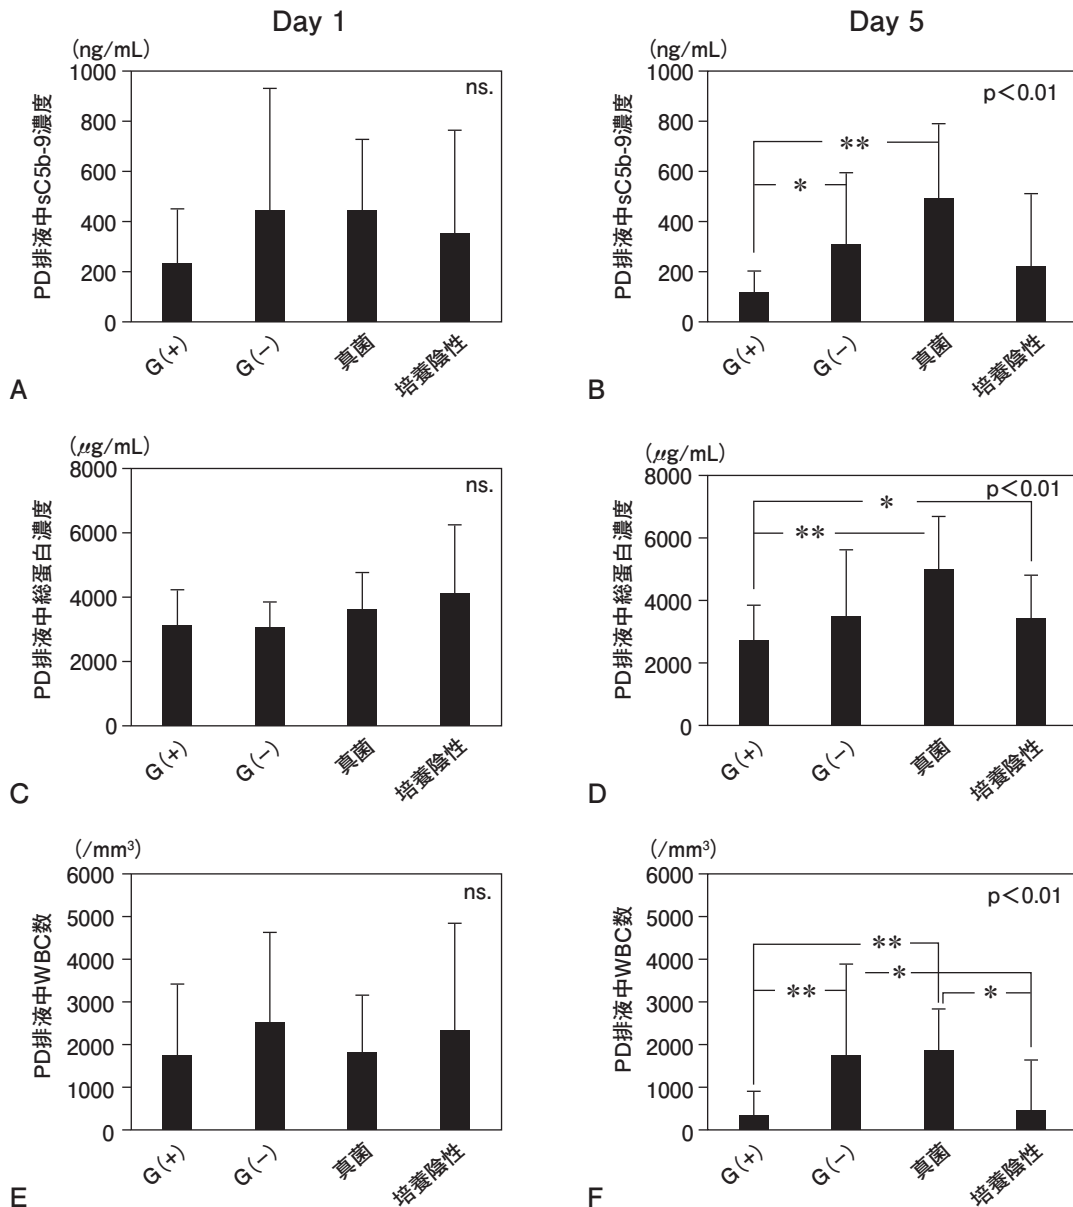 Day 1
(ng/mL)
PD排液中sC5b-9濃度
1000
800
600
400
200
0
ns.
G(+)
G(−)
真菌
培養陰性
A
Day 5
(ng/mL)
PD排液中sC5b-9濃度
1000
800
600
400
200
0
p<0.01
**
*
G(+)
G(−)
真菌
培養陰性
B
(μg/mL)
PD排液中総蛋白濃度
8000
6000
4000
2000
0
ns.
G(+)
G(−)
真菌
培養陰性
C
(μg/mL)
PD排液中総蛋白濃度
8000
6000
4000
2000
0
p<0.01
*
**
G(+)
G(−)
真菌
培養陰性
D
(/mm³)
PD排液中WBC数
6000
5000
4000
3000
2000
1000
0
ns.
G(+)
G(−)
真菌
培養陰性
E
(/mm³)
PD排液中WBC数
6000
5000
4000
3000
2000
1000
0
p<0.01
**
*
**
*
G(+)
G(−)
真菌
培養陰性
F